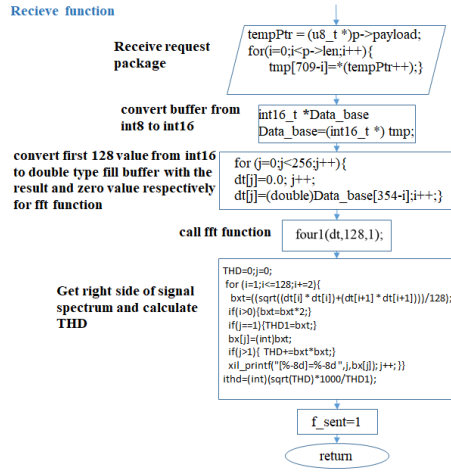 Recieve function
Receive request
package
tempPtr = (u8_t *)p->payload;
for(i=0;i<p->len;i++){
tmp[709-i]=*(tempPtr++);}
convert buffer from
int8 to int16
int16_t *Data_base
Data_base=(int16_t *) tmp;
convert first 128 value from int16
to double type fill buffer with the
result and zero value respectively
for fft function
for (j=0;j<256;j++){
dt[j]=0.0; j++;
dt[j]=(double)Data_base[354-i];i++;}
call fft function
four1(dt,128,1);
Get right side of signal
spectrum and calculate
THD
THD=0;j=0;
for (i=1;i<=128;i+=2){
bxt=((sqrt((dt[i] * dt[i])+(dt[i+1] * dt[i+1])))/128);
if(i>0){bxt=bxt*2;}
if(j==1){THD1=bxt;}
bx[j]=(int)bxt;
if(j>1){ THD+=bxt*bxt;}
xil_printf("[%-8d]=%-8d",j,bx[j]); j++; }}
ithd=(int)(sqrt(THD)*1000/THD1);
f_sent=1
return